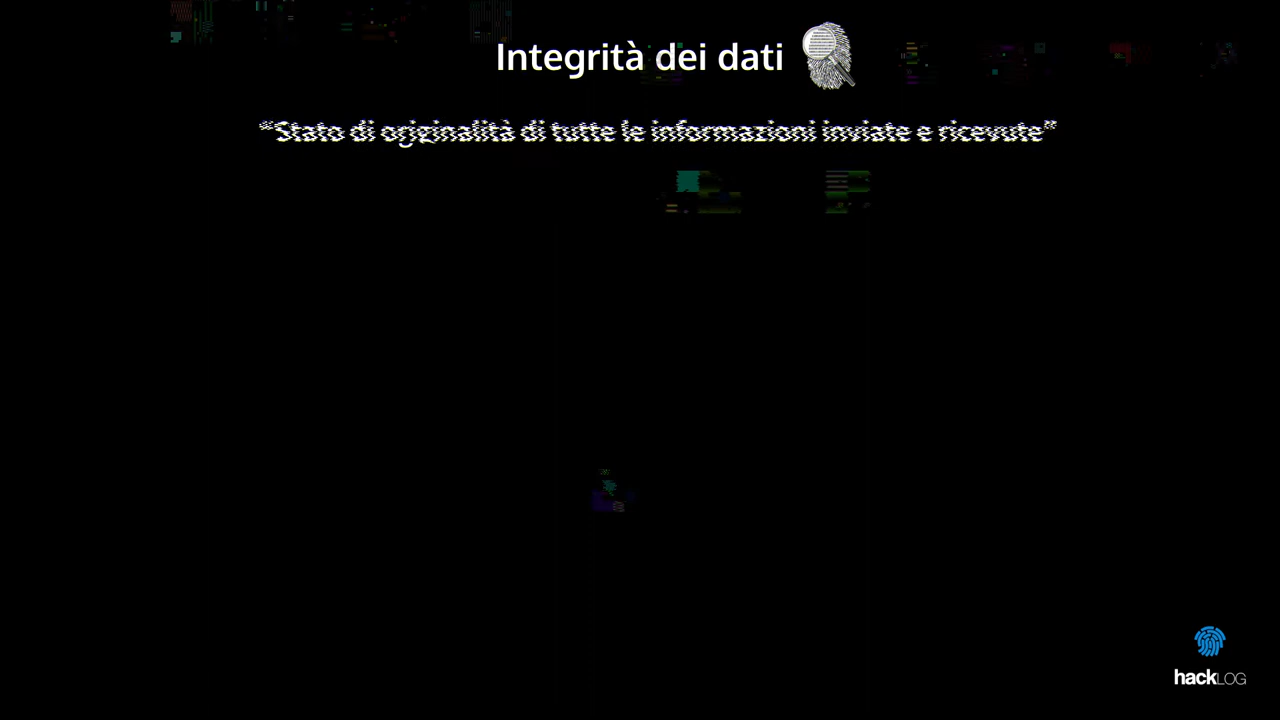 Integrità dei dati
“Stato di originalità di tutte le informazioni inviate e ricevute”
hackLOG